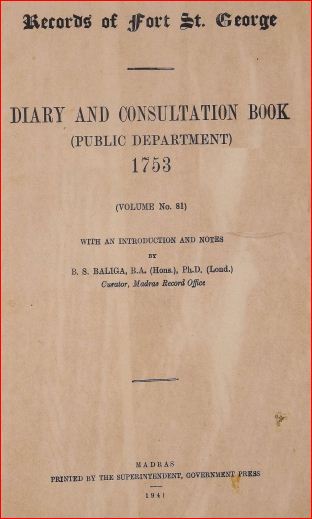 Records of Fort St. George
DIARY AND CONSULTATION BOOK
(PUBLIC DEPARTMENT)
1753
(VOLUME No. 81)
WITH AN INTRODUCTION AND NOTES
BY
B. S. BALIGA, B.A. (Hons.), Ph.D. (Lond.)
Curator, Madras Record Office
MADRAS
PRINTED BY THE SUPERINTENDENT, GOVERNMENT PRESS
1941